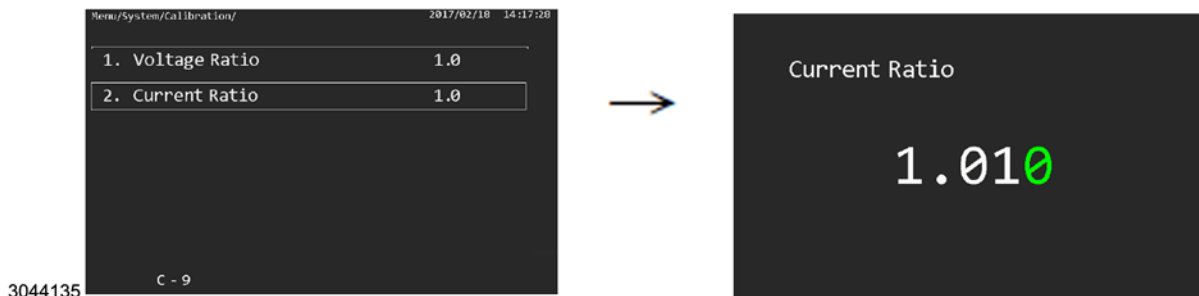 Menu/System/Calibration/ 2017/02/18 14:17:28
1. Voltage Ratio 1.0
2. Current Ratio 1.0
C - 9
Current Ratio
1.010
3044135